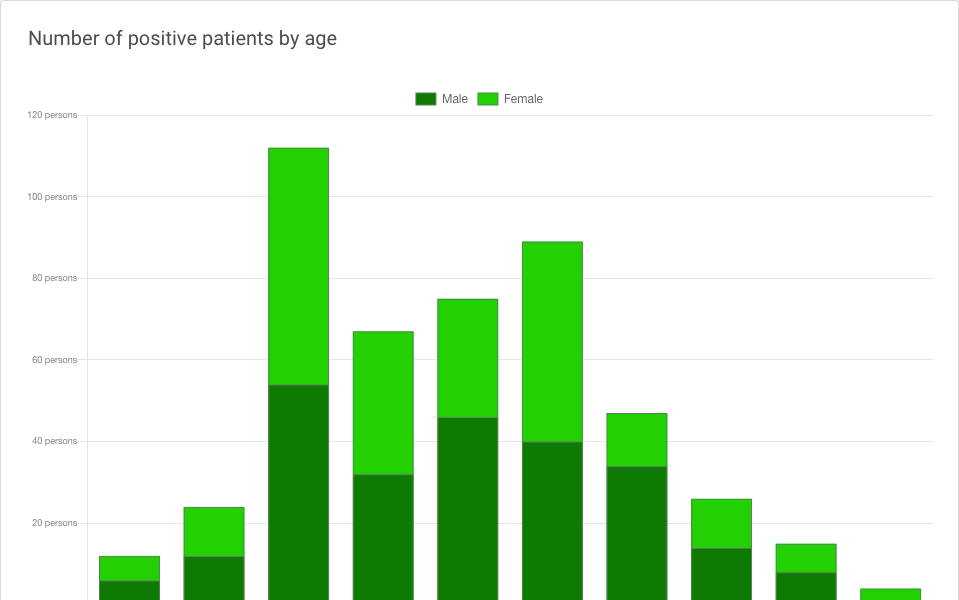 Number of positive patients by age
Male Female
120 persons
100 persons
80 persons
60 persons
40 persons
20 persons